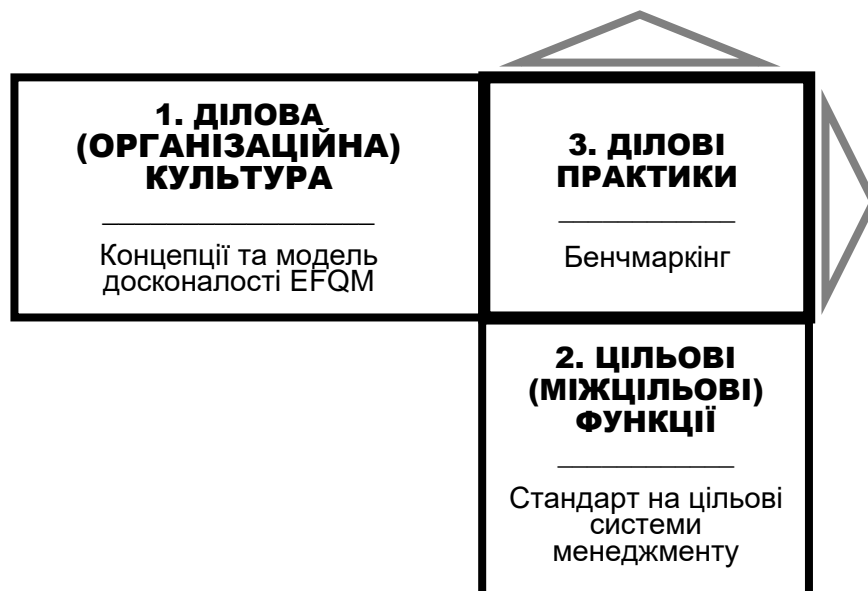 1. ДІЛОВА
(ОРГАНІЗАЦІЙНА)
КУЛЬТУРА
Концепції та модель
досконалості EFQM
3. ДІЛОВІ
ПРАКТИКИ
Бенчмаркінг
2. ЦІЛЬОВІ
(МІЖЦІЛЬОВІ)
ФУНКЦІЇ
Стандарт на цільові
системи
менеджменту